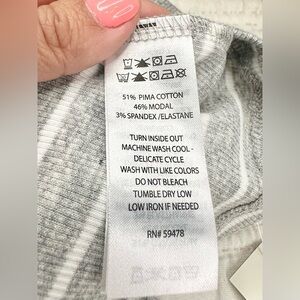 51% PIMA COTTON
46% MODAL
3% SPANDEX /ELASTANE
TURN INSIDE OUT
MACHINE WASH COOL -
DELICATE CYCLE
WASH WITH LIKE COLORS
DO NOT BLEACH
TUMBLE DRY LOW
LOW IRON IF NEEDED
RN# 59478